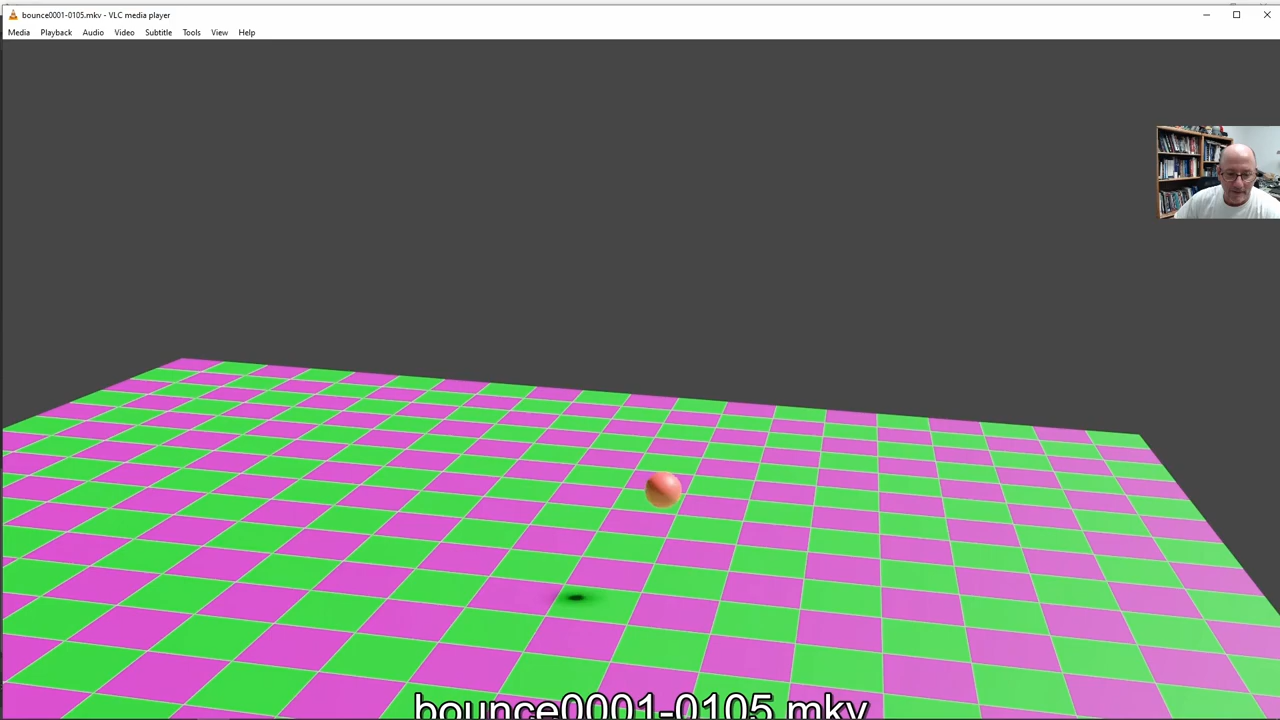 bounce0001-0105.mkv - VLC media player
Media Playback Audio Video Subtitle Tools View Help
bounce0001-0105.mkv